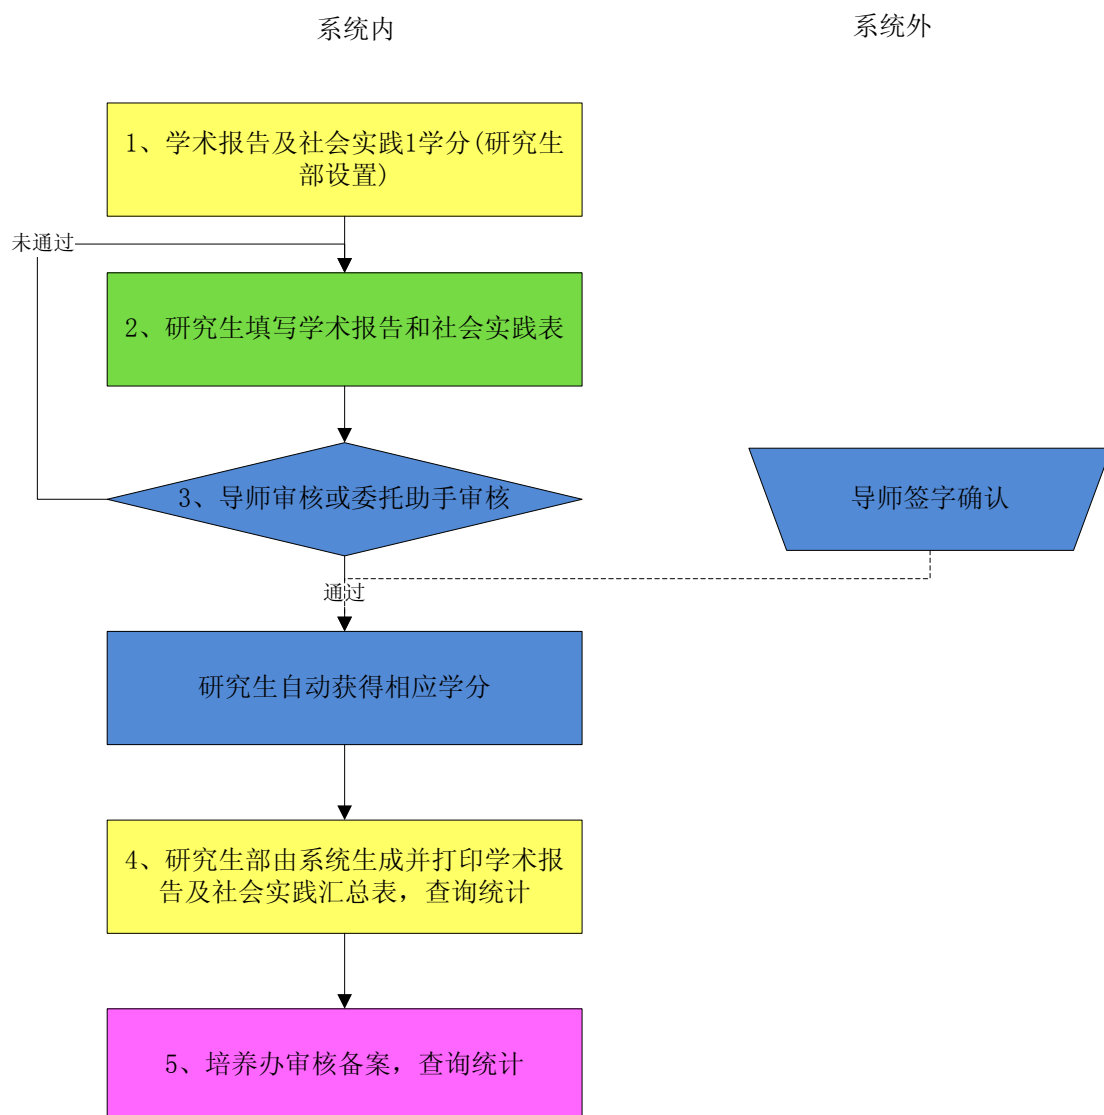 系统内
系统外
1、学术报告及社会实践1学分(研究生
部设置)
未通过
2、研究生填写学术报告和社会实践表
3、导师审核或委托助手审核
导师签字确认
通过
研究生自动获得相应学分
4、研究生部由系统生成并打印学术报
告及社会实践汇总表，查询统计
5、培养办审核备案，查询统计